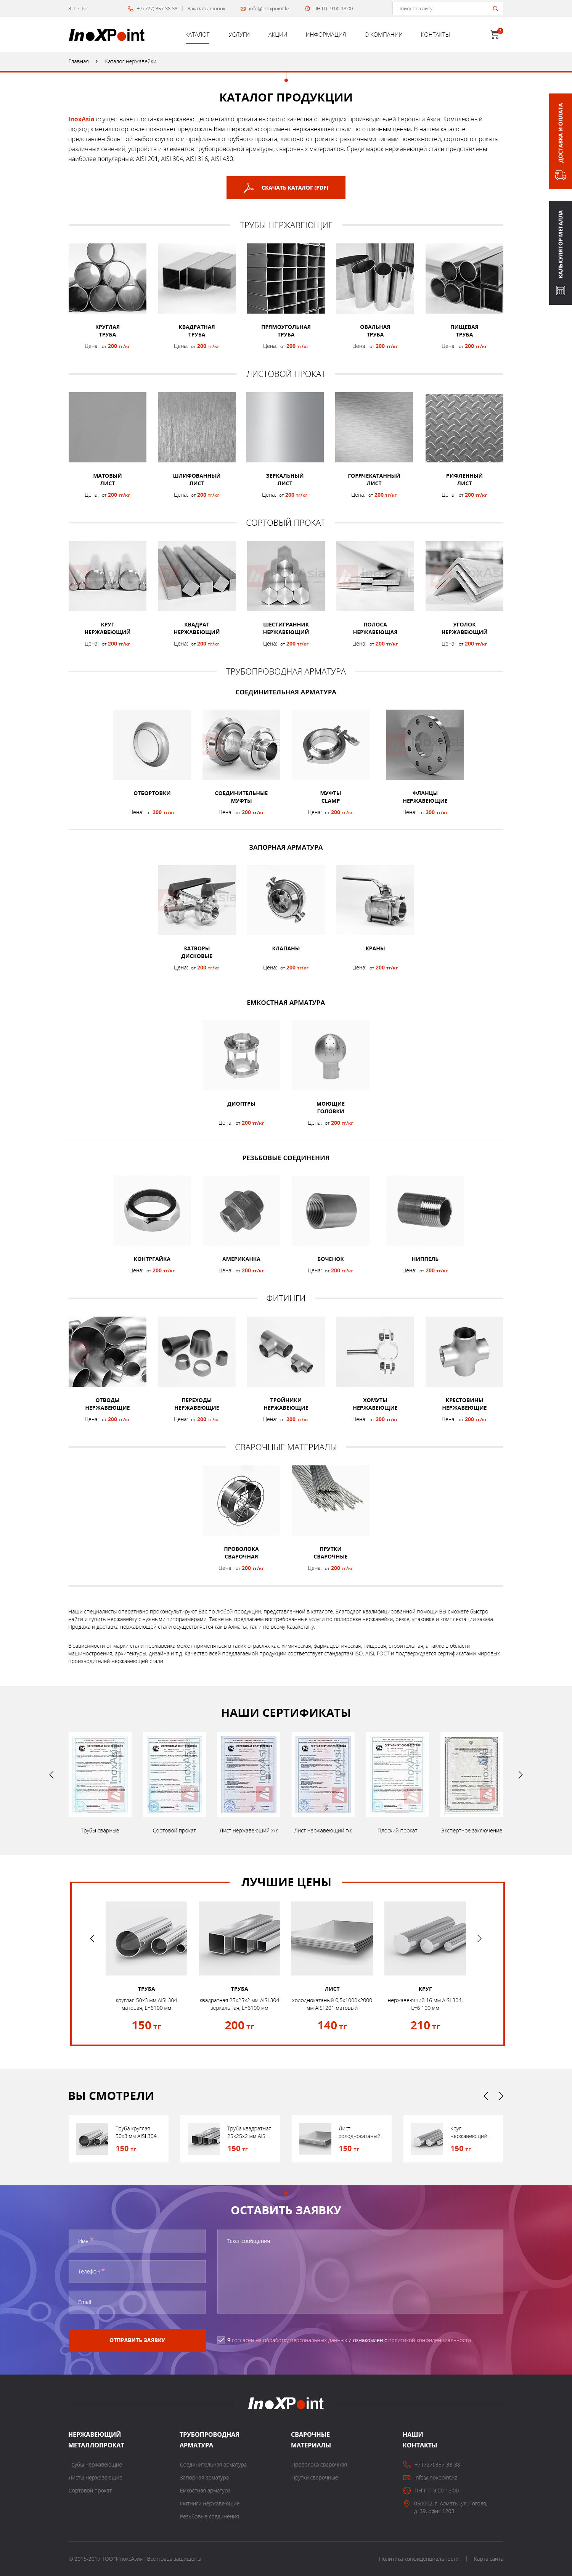 RU - KZ
+7 (727) 357-38-38
Заказать звонок
info@inoxpoint.kz
ПН-ПТ 9:00-18:00
Поиск по сайту
InoXPoint
КАТАЛОГ
УСЛУГИ
АКЦИИ
ИНФОРМАЦИЯ
О КОМПАНИИ
КОНТАКТЫ
Главная
Каталог нержавейки
ДОСТАВКА И ОПЛАТА
КАЛЬКУЛЯТОР МЕТАЛЛА
КАТАЛОГ ПРОДУКЦИИ
InoxAsia осуществляет поставки нержавеющего металлопроката высокого качества от ведущих производителей Европы и Азии. Комплексный
подход к металлоторговле позволяет предложить Вам широкий ассортимент нержавеющей стали по отличным ценам. В нашем каталоге
представлен большой выбор круглого и профильного трубного проката, листового проката с различными типами поверхностей, сортового проката
различных сечений, устройств и элементов трубопроводной арматуры, сварочных материалов. Среди марок нержавеющей стали представлены
наиболее популярные: AISI 201, AISI 304, AISI 316, AISI 430.
СКАЧАТЬ КАТАЛОГ (PDF)
ТРУБЫ НЕРЖАВЕЮЩИЕ
КРУГЛАЯ
ТРУБА
Цена: от 200 тг/кг
КВАДРАТНАЯ
ТРУБА
Цена: от 200 тг/кг
ПРЯМОУГОЛЬНАЯ
ТРУБА
Цена: от 200 тг/кг
ОВАЛЬНАЯ
ТРУБА
Цена: от 200 тг/кг
ПИЩЕВАЯ
ТРУБА
Цена: от 200 тг/кг
ЛИСТОВОЙ ПРОКАТ
МАТОВЫЙ
ЛИСТ
Цена: от 200 тг/кг
ШЛИФОВАННЫЙ
ЛИСТ
Цена: от 200 тг/кг
ЗЕРКАЛЬНЫЙ
ЛИСТ
Цена: от 200 тг/кг
ГОРЯЧЕКАТАННЫЙ
ЛИСТ
Цена: от 200 тг/кг
РИФЛЕННЫЙ
ЛИСТ
Цена: от 200 тг/кг
СОРТОВЫЙ ПРОКАТ
КРУГ
НЕРЖАВЕЮЩИЙ
Цена: от 200 тг/кг
КВАДРАТ
НЕРЖАВЕЮЩИЙ
Цена: от 200 тг/кг
ШЕСТИГРАННИК
НЕРЖАВЕЮЩИЙ
Цена: от 200 тг/кг
ПОЛОСА
НЕРЖАВЕЮЩАЯ
Цена: от 200 тг/кг
УГОЛОК
НЕРЖАВЕЮЩИЙ
Цена: от 200 тг/кг
ТРУБОПРОВОДНАЯ АРМАТУРА
СОЕДИНИТЕЛЬНАЯ АРМАТУРА
ОТБОРТОВКИ
Цена: от 200 тг/кг
СОЕДИНИТЕЛЬНЫЕ
МУФТЫ
Цена: от 200 тг/кг
МУФТЫ
CLAMP
Цена: от 200 тг/кг
ФЛАНЦЫ
НЕРЖАВЕЮЩИЕ
Цена: от 200 тг/кг
ЗАПОРНАЯ АРМАТУРА
ЗАТВОРЫ
ДИСКОВЫЕ
Цена: от 200 тг/кг
КЛАПАНЫ
Цена: от 200 тг/кг
КРАНЫ
Цена: от 200 тг/кг
ЕМКОСТНАЯ АРМАТУРА
ДИОПТРЫ
Цена: от 200 тг/кг
МОЮЩИЕ
ГОЛОВКИ
Цена: от 200 тг/кг
РЕЗЬБОВЫЕ СОЕДИНЕНИЯ
КОНТРГАЙКА
Цена: от 200 тг/кг
АМЕРИКАНКА
Цена: от 200 тг/кг
БОЧЕНОК
Цена: от 200 тг/кг
НИППЕЛЬ
Цена: от 200 тг/кг
ФИТИНГИ
ОТВОДЫ
НЕРЖАВЕЮЩИЕ
Цена: от 200 тг/кг
ПЕРЕХОДЫ
НЕРЖАВЕЮЩИЕ
Цена: от 200 тг/кг
ТРОЙНИКИ
НЕРЖАВЕЮЩИЕ
Цена: от 200 тг/кг
ХОМУТЫ
НЕРЖАВЕЮЩИЕ
Цена: от 200 тг/кг
КРЕСТОВИНЫ
НЕРЖАВЕЮЩИЕ
Цена: от 200 тг/кг
СВАРОЧНЫЕ МАТЕРИАЛЫ
ПРОВОЛОКА
СВАРОЧНАЯ
Цена: от 200 тг/кг
ПРУТКИ
СВАРОЧНЫЕ
Цена: от 200 тг/кг
Наши специалисты оперативно проконсультируют Вас по любой продукции, представленной в каталоге. Благодаря квалифицированной помощи Вы сможете быстро
найти и купить нержавейку с нужными типоразмерами. Также мы предлагаем востребованные услуги по полировке нержавейки, резке, упаковке и комплектации заказа.
Продажа и доставка нержавеющей стали осуществляется как в Алматы, так и по всему Казахстану.
В зависимости от марки стали нержавейка может применяться в таких отраслях как: химическая, фармацевтическая, пищевая, строительная, а также в области
машиностроения, архитектуры, дизайна и т.д. Качество всей предлагаемой продукции соответствует стандартам ISO, AISI, ГОСТ и подтверждается сертификатами мировых
производителей нержавеющей стали.
НАШИ СЕРТИФИКАТЫ
Трубы сварные
Сортовой прокат
Лист нержавеющий х/к
Лист нержавеющий г/к
Плоский прокат
Экспертное заключение
ЛУЧШИЕ ЦЕНЫ
ТРУБА
круглая 50х3 мм AISI 304
матовая, L=6100 мм
150 тг
ТРУБА
квадратная 25х25х2 мм AISI 304
зеркальная, L=6100 мм
200 тг
ЛИСТ
холоднокатаный 0,5х1000х2000
мм AISI 201 матовый
140 тг
КРУГ
нержавеющий 16 мм AISI 304,
L=6 100 мм
210 тг
ВЫ СМОТРЕЛИ
Труба круглая
50х3 мм AISI 304...
150 тг
Труба квадратная
25х25х2 мм AISI...
150 тг
Лист
холоднокатаный...
150 тг
Круг
нержавеющий...
150 тг
ОСТАВИТЬ ЗАЯВКУ
Имя *
Телефон *
Email
Текст сообщения
ОТПРАВИТЬ ЗАЯВКУ
Я согласен на обработку персональных данных и ознакомлен с политикой конфиденциальности
InoXPoint
НЕРЖАВЕЮЩИЙ
МЕТАЛЛОПРОКАТ
Трубы нержавеющие
Листы нержавеющие
Сортовой прокат
ТРУБОПРОВОДНАЯ
АРМАТУРА
Соединительная арматура
Запорная арматура
Емкостная арматура
Фитинги нержавеющие
Резьбовые соединения
СВАРОЧНЫЕ
МАТЕРИАЛЫ
Проволока сварочная
Прутки сварочные
НАШИ
КОНТАКТЫ
+7 (727) 357-38-38
info@inoxpoint.kz
ПН-ПТ 9:00-18:00
050062, г. Алматы, ул. Гоголя,
д. 39, офис 1203
© 2015-2017 ТОО "ИноксАзия". Все права защищены
Политика конфиденциальности | Карта сайта